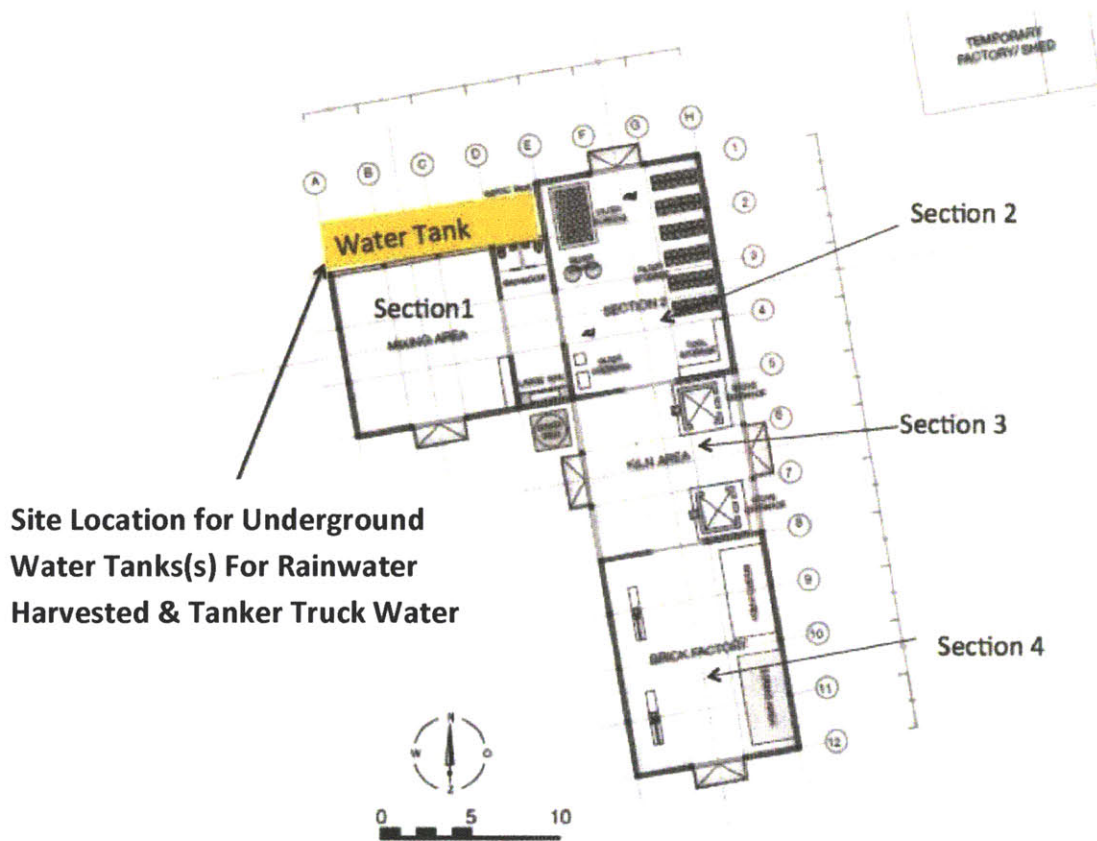 TEMPORARY
FACTORY/ SHED
A
B
C
D
E
F
G
H
1
2
3
4
5
6
7
8
9
10
11
12
Water Tank
Section1
MIXING AREA
SECTION 2
TOOL
STORAGE
KILN AREA
BRICK FACTORY
Section 2
Section 3
Section 4
Site Location for Underground
Water Tanks(s) For Rainwater
Harvested & Tanker Truck Water
N
W
O
Z
0 5 10